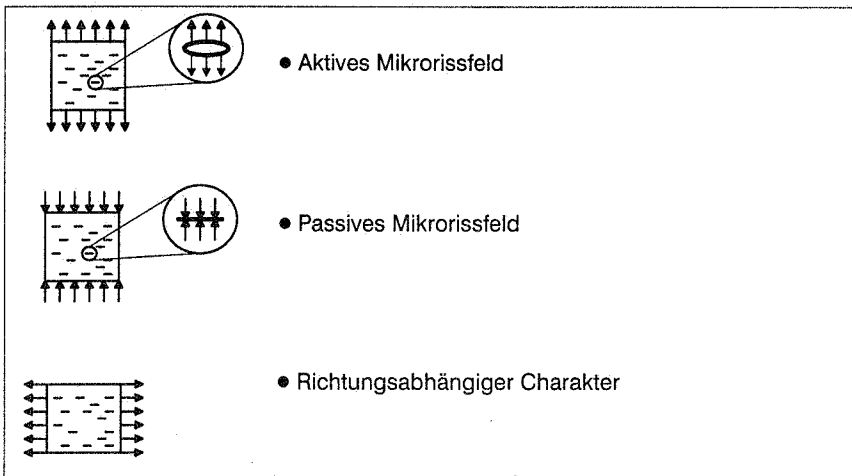 ● Aktives Mikrorissfeld
● Passives Mikrorissfeld
● Richtungsabhängiger Charakter